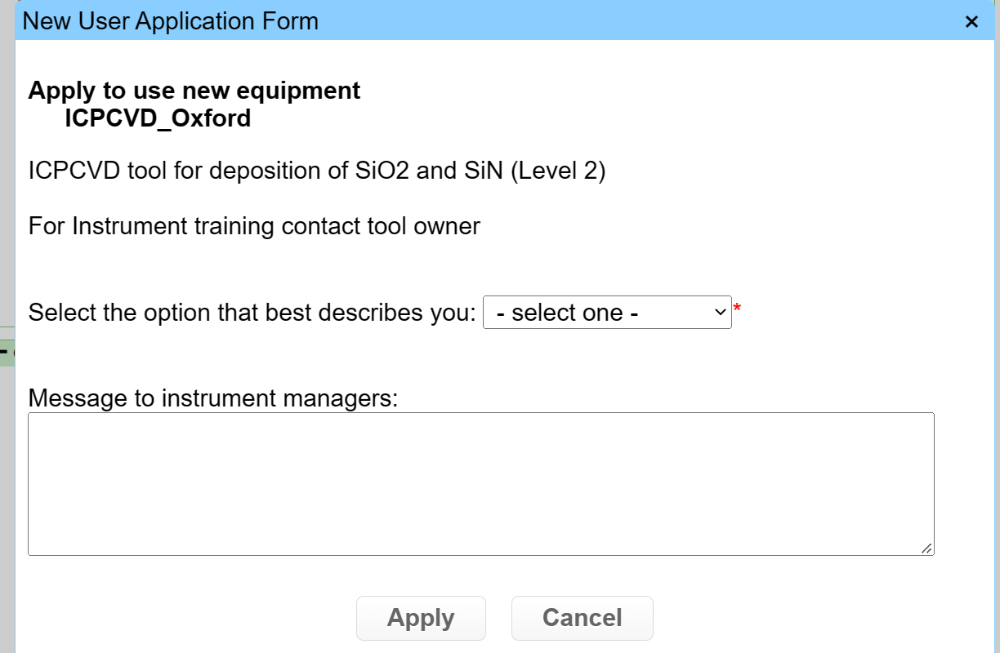 New User Application Form ×
Apply to use new equipment
ICPCVD_Oxford
ICPCVD tool for deposition of SiO2 and SiN (Level 2)
For Instrument training contact tool owner
Select the option that best describes you: - select one - *
Message to instrument managers:
Apply Cancel